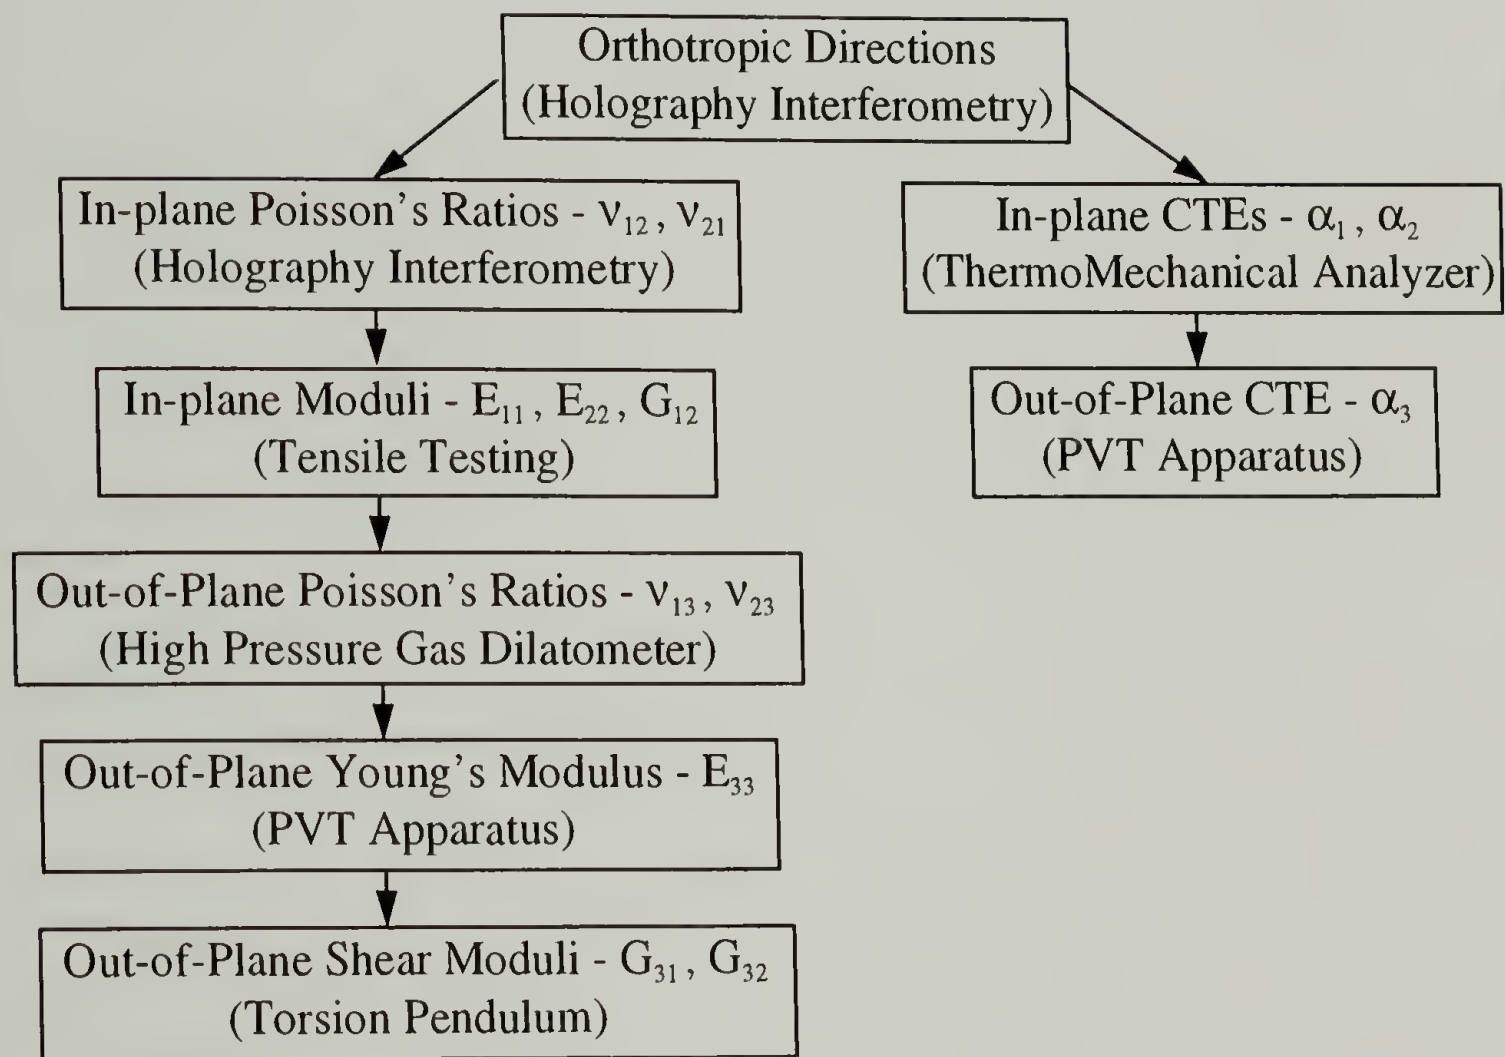 Orthotropic Directions
(Holography Interferometry)
In-plane Poisson's Ratios - ν₁₂, ν₂₁
(Holography Interferometry)
In-plane Moduli - E₁₁, E₂₂, G₁₂
(Tensile Testing)
Out-of-Plane Poisson's Ratios - ν₁₃, ν₂₃
(High Pressure Gas Dilatometer)
Out-of-Plane Young's Modulus - E₃₃
(PVT Apparatus)
Out-of-Plane Shear Moduli - G₃₁, G₃₂
(Torsion Pendulum)
In-plane CTEs - α₁, α₂
(ThermoMechanical Analyzer)
Out-of-Plane CTE - α₃
(PVT Apparatus)